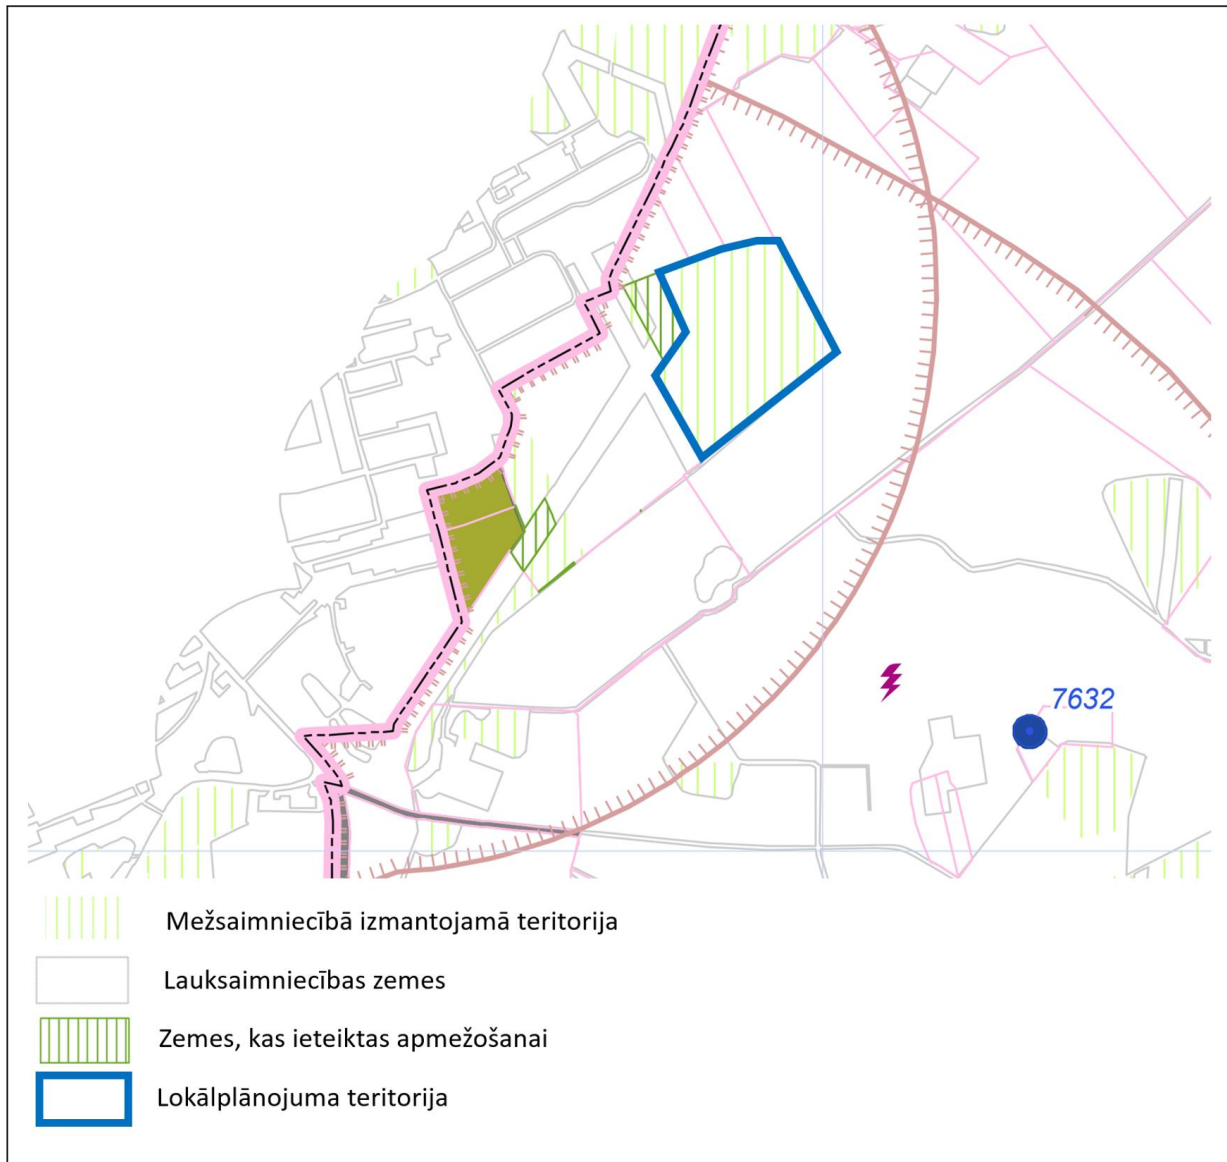 7632
Mežsaimniecībā izmantojamā teritorija
Lauksaimniecības zemes
Zemes, kas ieteiktas apmežošanai
Lokālplānojuma teritorija